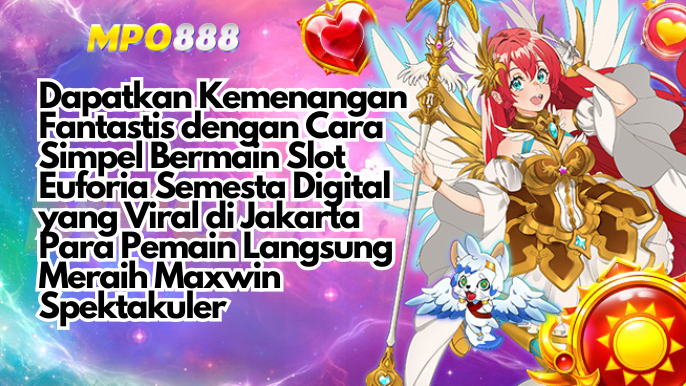 MPO888
Dapatkan Kemenangan
Fantastis dengan Cara
Simpel Bermain Slot
Euforia Semesta Digital
yang Viral di Jakarta
Para Pemain Langsung
Meraih Maxwin
Spektakuler